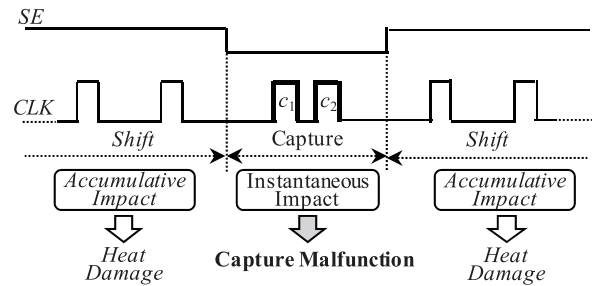 SE
CLK
c1 c2
Shift Capture Shift
Accumulative Impact
Instantaneous Impact
Accumulative Impact
Heat Damage
Capture Malfunction
Heat Damage